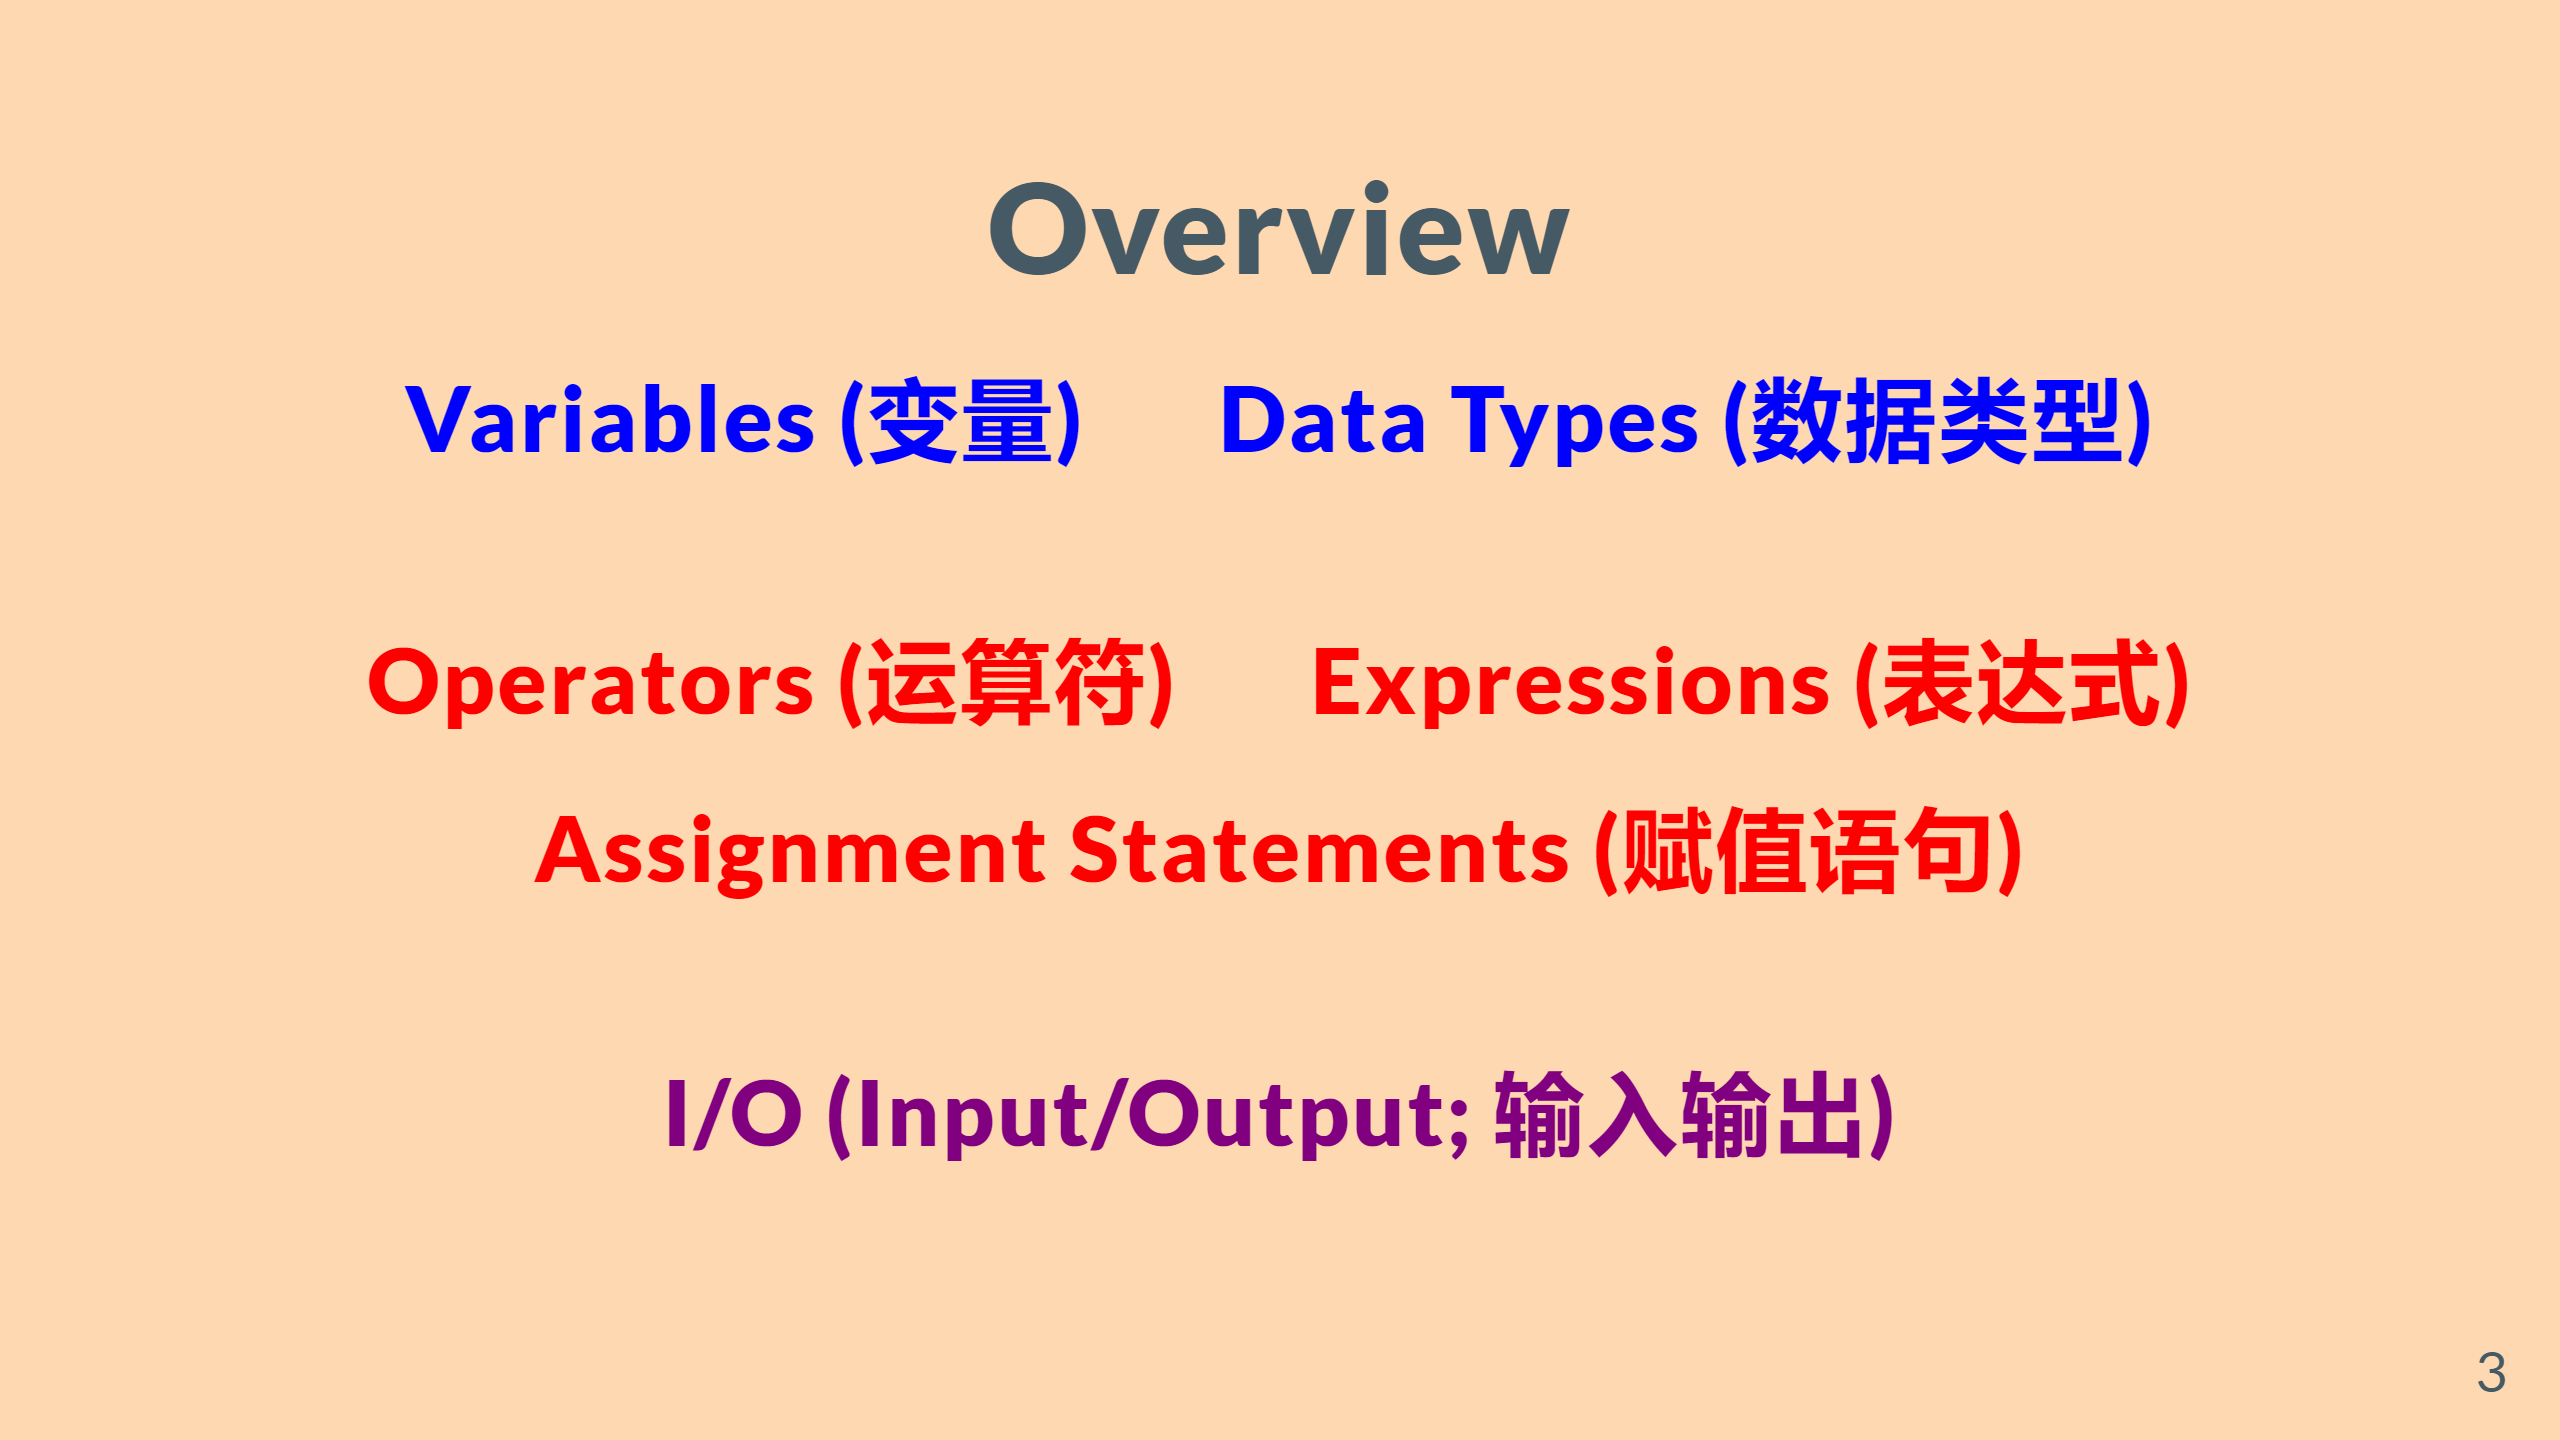 Overview
Variables (变量) Data Types (数据类型)
Operators (运算符) Expressions (表达式)
Assignment Statements (赋值语句)
I/O (Input/Output; 输入输出)
3